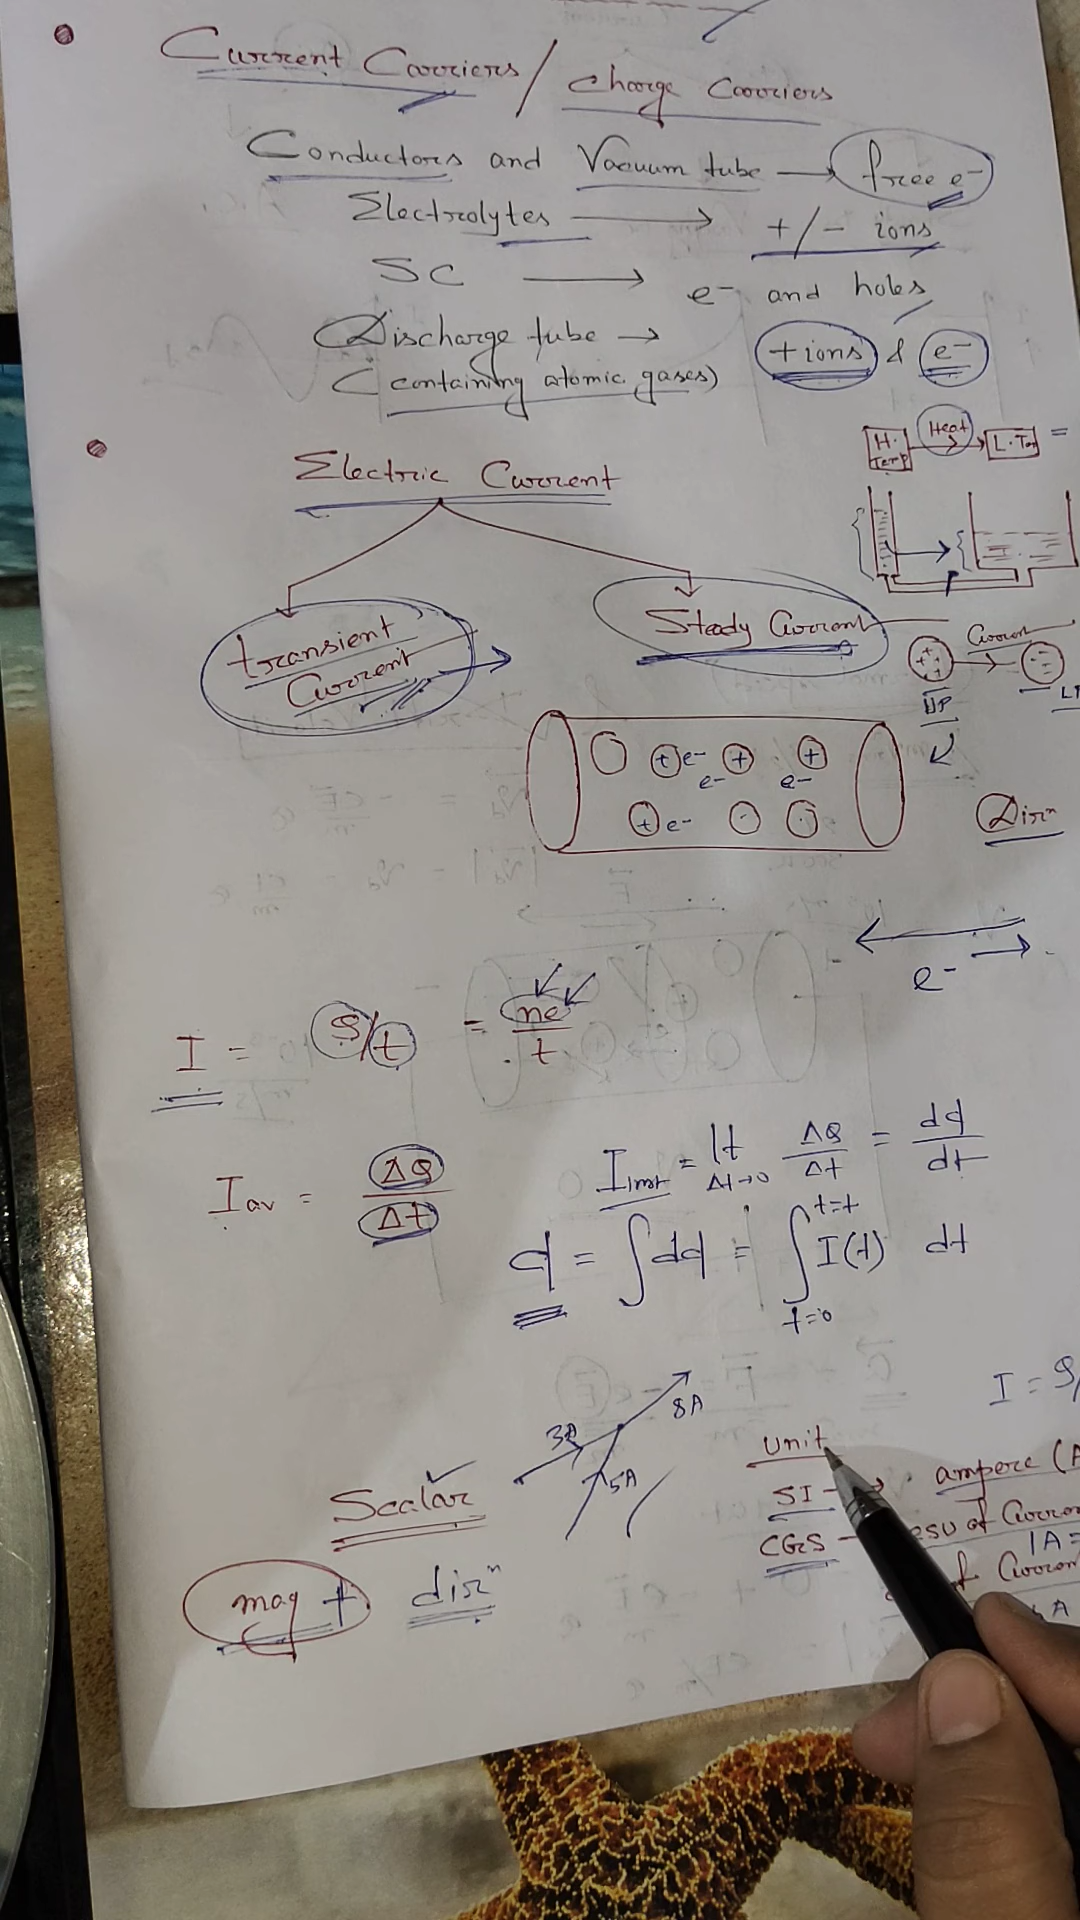 Current Carriers / Charge Carriers
Conductors and Vacuum tube → free e-
Electrolytes → +/- ions
SC → e- and holes
Discharge tube → + ions & e-
(containing atomic gases)
H. Temp Heat L. Tem =
Electric Current
transient Current
Steady Current
Current
HP
+ e- + +
e- e-
+ e-
Dirn
e-
I = Q/t = ne/t
Iav = ΔQ/Δt
Iinst = lt Δt→0 ΔQ/Δt = dq/dt
q = ∫dq = ∫ t=0 t=t I(t) dt
I = Q/
3A 8A
5A
Scalar
mag + dirn
Unit
SI → ampere (A
CGS → esu of Curren
of Curren
1A =
A